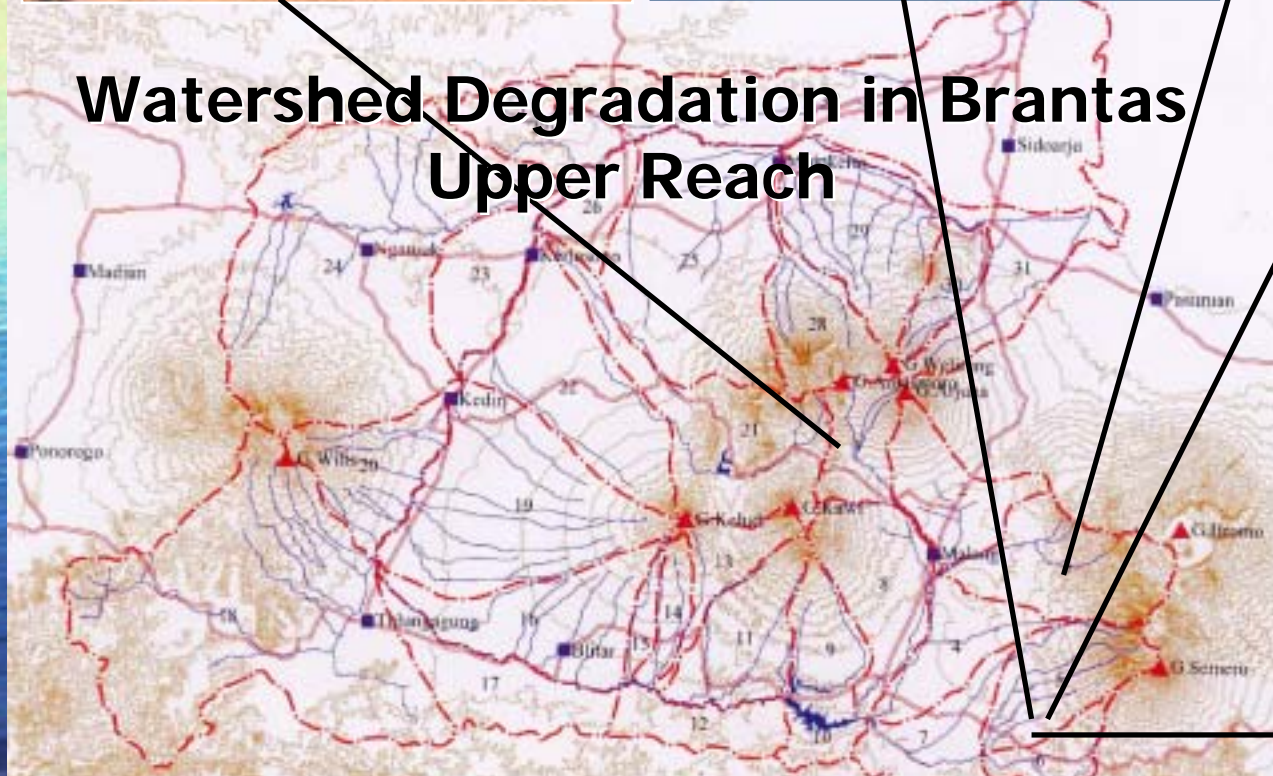 Watershed Degradation in Brantas
Upper Reach
Sidoarjo
26
29
Nganjuk
24
23
25
31
Madiun
Pasuruan
28
Kediri
22
21
Ponorogo
G.Wilis
20
19
G.Kelud
G.Kawi
G.Bromo
Malang
13
8
18
Tulungagung
16
14
Blitar
15
11
9
4
G.Semeru
17
12
10
7